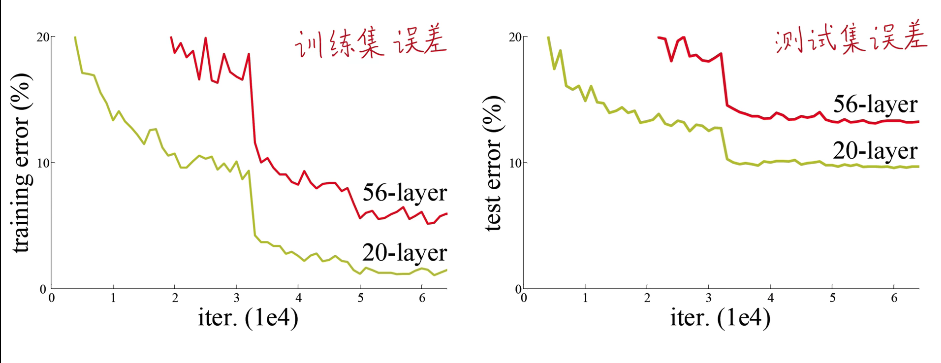 训练集 误差
training error (%)
20
10
0
56-layer
20-layer
0 1 2 3 4 5 6
iter. (1e4)
测试集误差
test error (%)
20
10
0
56-layer
20-layer
0 1 2 3 4 5 6
iter. (1e4)